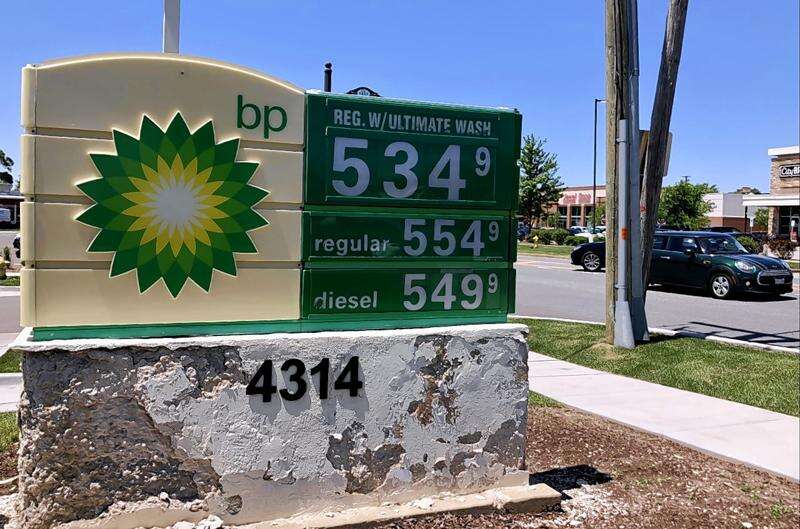 bp
REG. W/ULTIMATE WASH
534 9
regular 554 9
diesel 549 9
4314